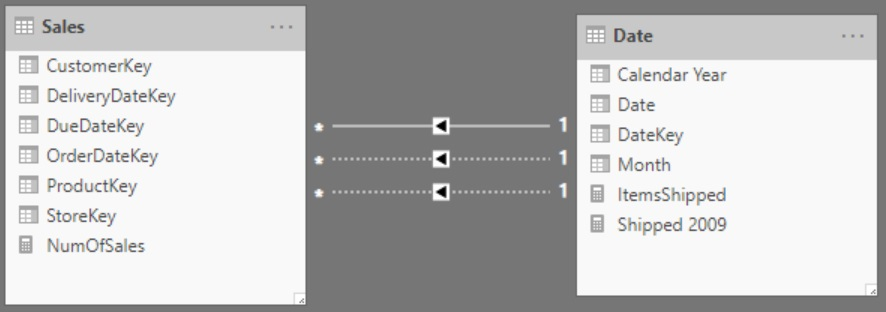 Sales ...
CustomerKey
DeliveryDateKey
DueDateKey
OrderDateKey
ProductKey
StoreKey
NumOfSales
* 1
* 1
* 1
Date ...
Calendar Year
Date
DateKey
Month
ItemsShipped
Shipped 2009